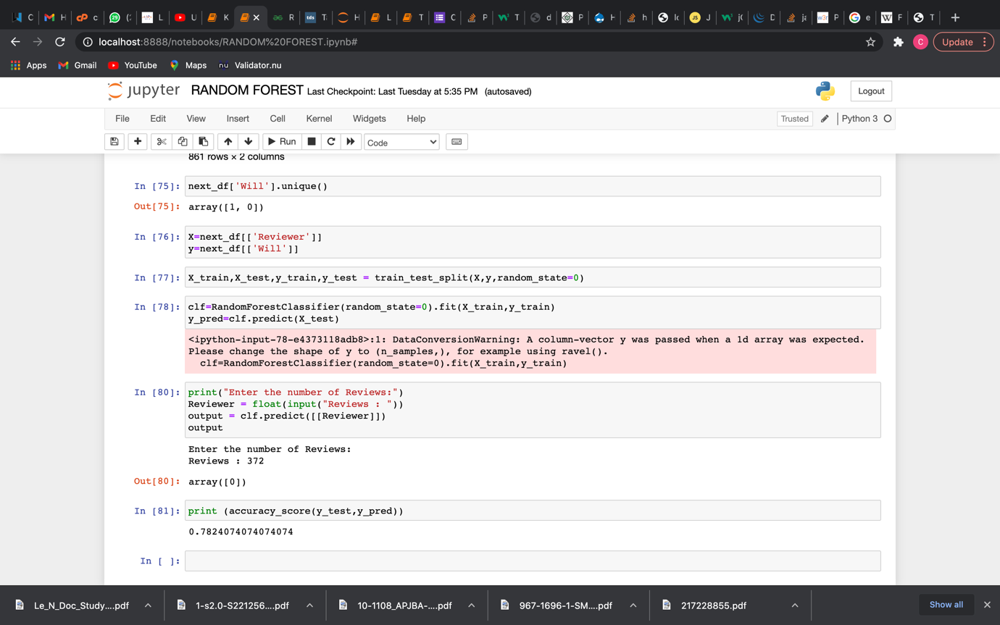 C
H
c
(2
L
U
K
R
T
H
L
T
C
P
T
d
P
H
h
lo
J
jC
D
ja
P
e
F
T
localhost:8888/notebooks/RANDOM%20FOREST.ipynb#
C
Update
Apps
Gmail
YouTube
Maps
nu
Validator.nu
jupyter
RANDOM FOREST
Last Checkpoint: Last Tuesday at 5:35 PM (autosaved)
Logout
File Edit View Insert Cell Kernel Widgets Help
Trusted
Python 3
Run
Code
861 rows × 2 columns
In [75]: next_df['Will'].unique()
Out[75]: array([1, 0])
In [76]: X=next_df[['Reviewer']]
y=next_df[['Will']]
In [77]: X_train,X_test,y_train,y_test = train_test_split(X,y,random_state=0)
In [78]: clf=RandomForestClassifier(random_state=0).fit(X_train,y_train)
y_pred=clf.predict(X_test)
<ipython-input-78-e4373118adb8>:1: DataConversionWarning: A column-vector y was passed when a 1d array was expected.
Please change the shape of y to (n_samples,), for example using ravel().
clf=RandomForestClassifier(random_state=0).fit(X_train,y_train)
In [80]: print("Enter the number of Reviews:")
Reviewer = float(input("Reviews : "))
output = clf.predict([[Reviewer]])
output
Enter the number of Reviews:
Reviews : 372
Out[80]: array([0])
In [81]: print (accuracy_score(y_test,y_pred))
0.7824074074074074
In [ ]:
Le_N_Doc_Study....pdf
1-s2.0-S221256....pdf
10-1108_APJBA-....pdf
967-1696-1-SM....pdf
217228855.pdf
Show all